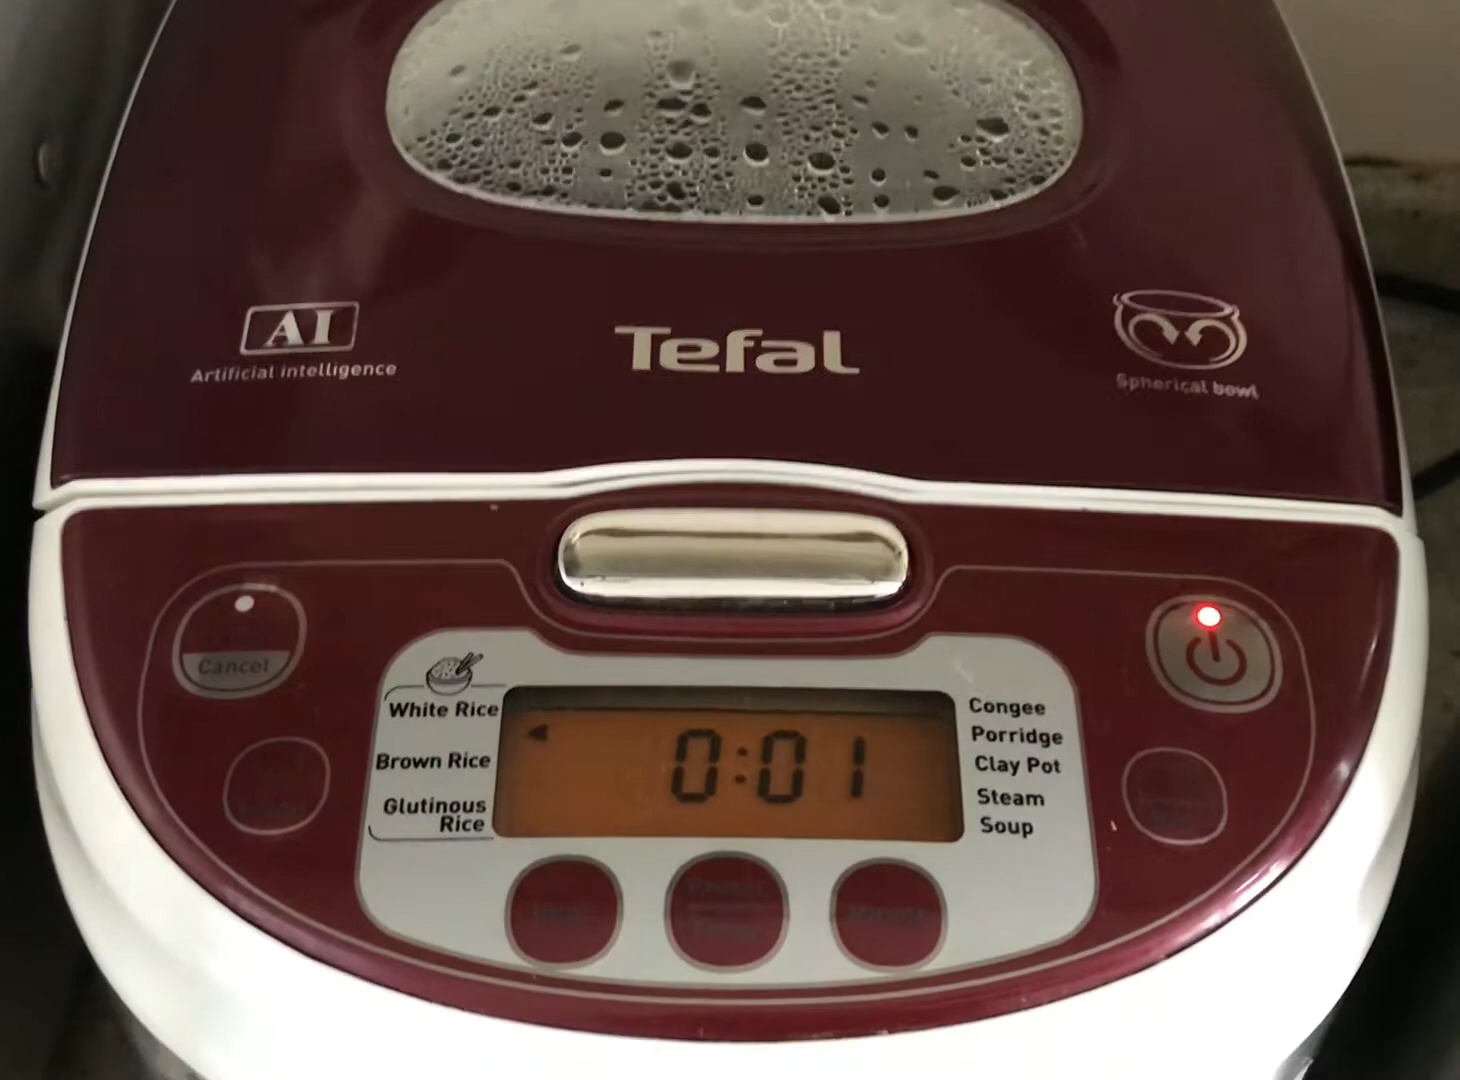 AI
Artificial intelligence
Tefal
Spherical bowl
Cancel
White Rice
Brown Rice
Glutinous
Rice
0:01
Congee
Porridge
Clay Pot
Steam
Soup